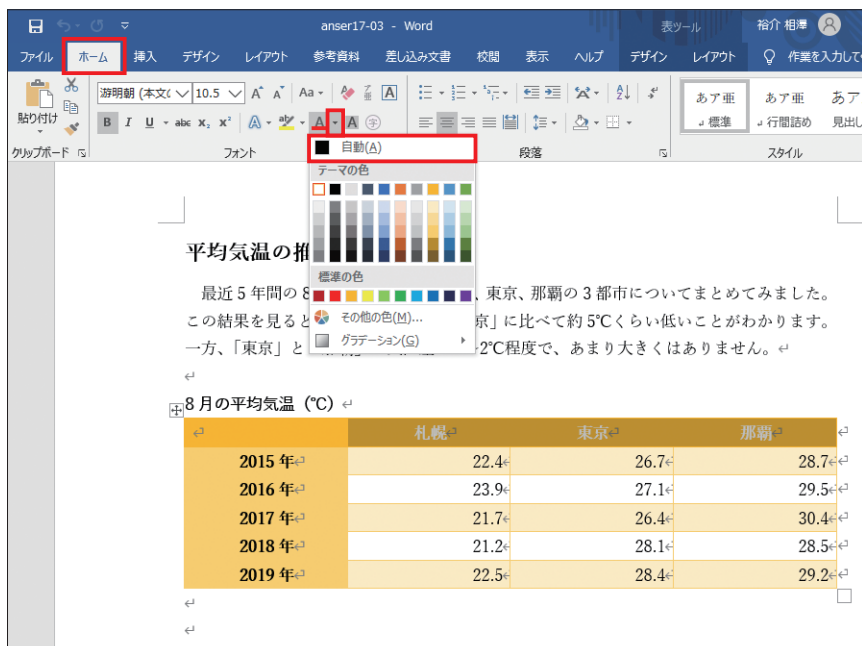 anser17-03 - Word
表ツール
裕介 相澤
ファイル ホーム 挿入 デザイン レイアウト 参考資料 差し込み文書 校閲 表示 ヘルプ デザイン レイアウト 作業を入力して
貼り付け
游明朝 (本文( 10.5 A A Aa A
B I U abc x₂ x² A A A
あア亜 あア亜 あア
標準 行間詰め 見出し
クリップボード フォント 段落 スタイル
自動(A)
テーマの色
標準の色
その他の色(M)...
グラデーション(G)
平均気温の推
最近 5 年間の 8 、東京、那覇の 3 都市についてまとめてみました。
この結果を見ると 京」に比べて約 5℃くらい低いことがわかります。
一方、「東京」と 2℃程度で、あまり大きくはありません。
8 月の平均気温（℃）
札幌 東京 那覇
2015 年 22.4 26.7 28.7
2016 年 23.9 27.1 29.5
2017 年 21.7 26.4 30.4
2018 年 21.2 28.1 28.5
2019 年 22.5 28.4 29.2